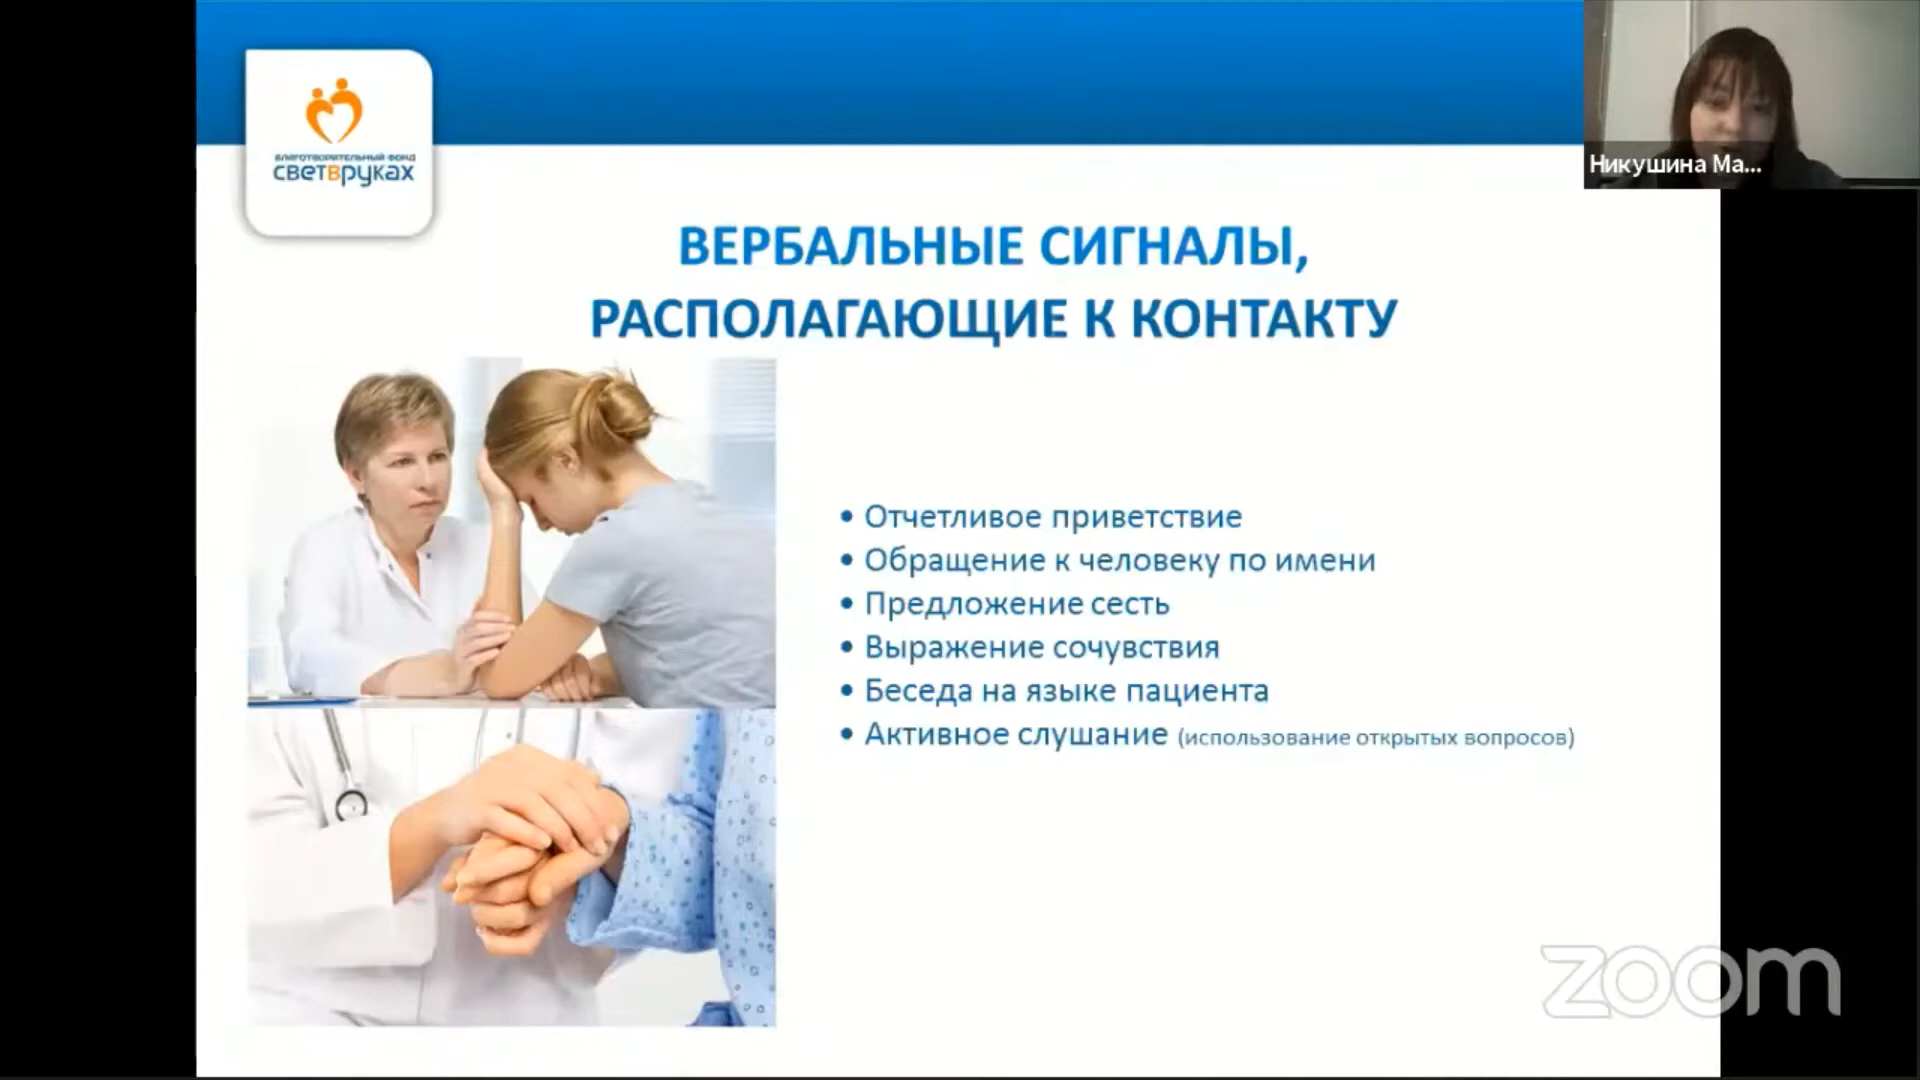 БЛАГОТВОРИТЕЛЬНЫЙ ФОНД
светвруках
Никушина Ма...
ВЕРБАЛЬНЫЕ СИГНАЛЫ,
РАСПОЛАГАЮЩИЕ К КОНТАКТУ
• Отчетливое приветствие
• Обращение к человеку по имени
• Предложение сесть
• Выражение сочувствия
• Беседа на языке пациента
• Активное слушание (использование открытых вопросов)
zoom